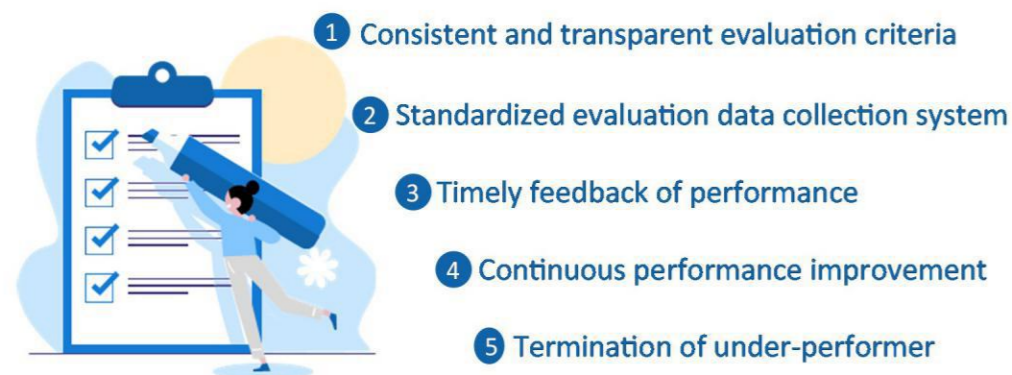 1 Consistent and transparent evaluation criteria
2 Standardized evaluation data collection system
3 Timely feedback of performance
4 Continuous performance improvement
5 Termination of under-performer